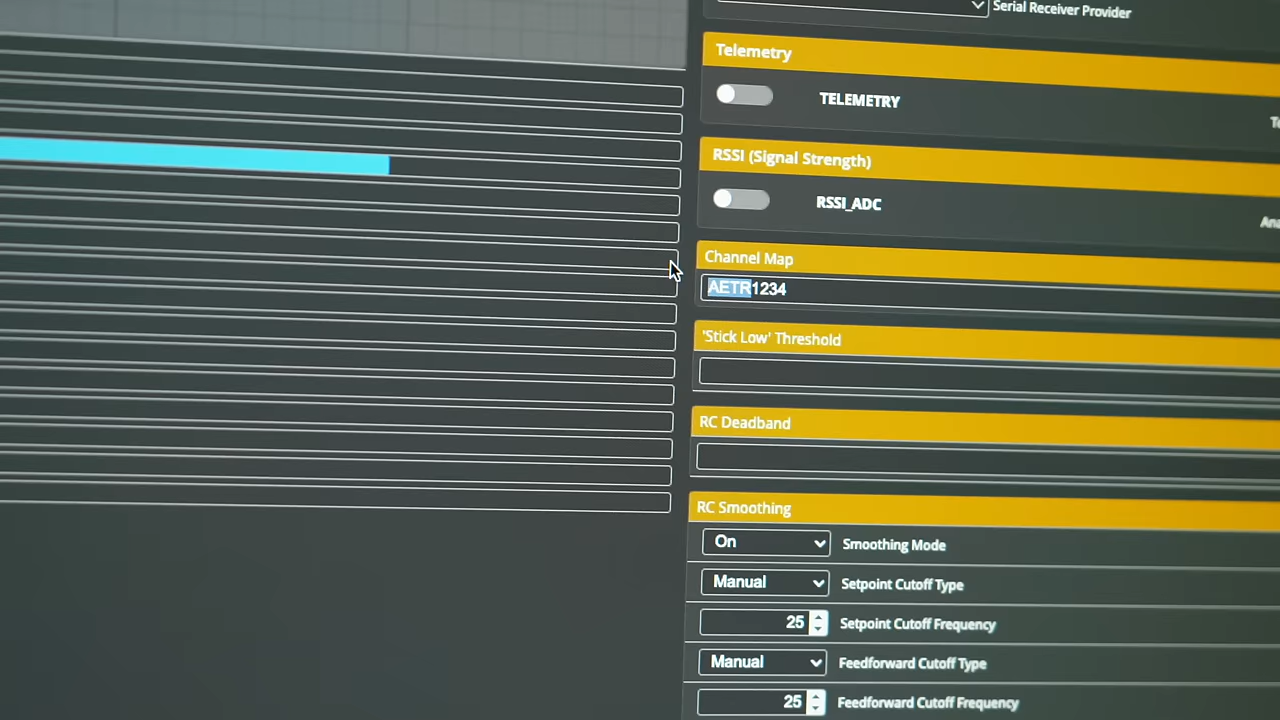 Serial Receiver Provider
Telemetry
TELEMETRY
RSSI (Signal Strength)
RSSI_ADC
Channel Map
AETR1234
'Stick Low' Threshold
RC Deadband
RC Smoothing
On Smoothing Mode
Manual Setpoint Cutoff Type
25 Setpoint Cutoff Frequency
Manual Feedforward Cutoff Type
25 Feedforward Cutoff Frequency